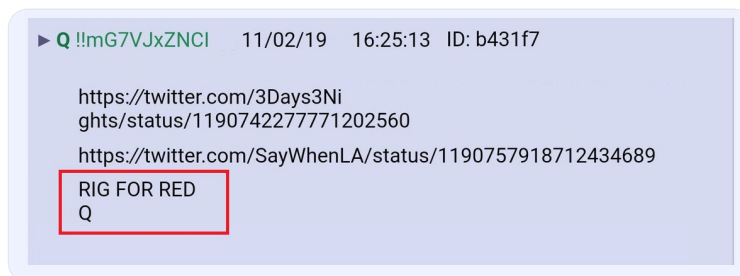 ▶ Q !!mG7VJxZNCI 11/02/19 16:25:13 ID: b431f7
https://twitter.com/3Days3Ni
ghts/status/1190742277771202560
https://twitter.com/SayWhenLA/status/1190757918712434689
RIG FOR RED
Q